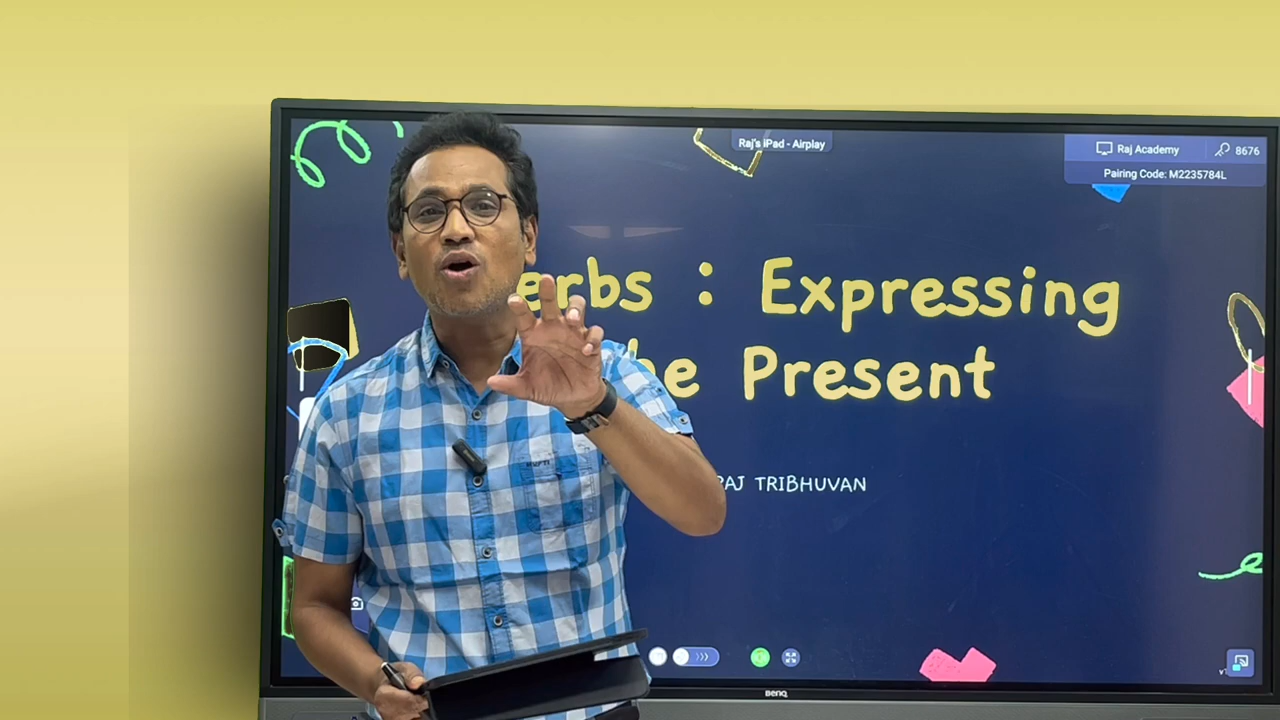 Raj's iPad - Airplay
Raj Academy
8676
Pairing Code: M2235784L
erbs : Expressing
he Present
RAJ TRIBHUVAN
BenQ